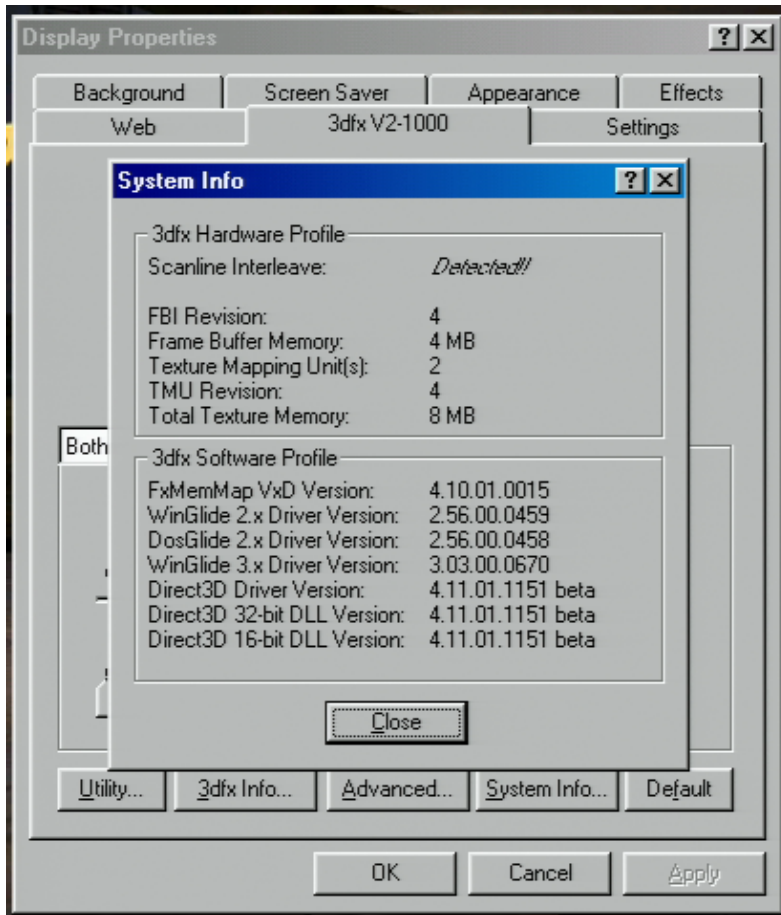 Display Properties
Background Screen Saver Appearance Effects
Web 3dfx V2-1000 Settings
System Info
3dfx Hardware Profile
Scanline Interleave: Detected!!
FBI Revision: 4
Frame Buffer Memory: 4 MB
Texture Mapping Unit(s): 2
TMU Revision: 4
Total Texture Memory: 8 MB
Both
3dfx Software Profile
FxMemMap VxD Version: 4.10.01.0015
WinGlide 2.x Driver Version: 2.56.00.0459
DosGlide 2.x Driver Version: 2.56.00.0458
WinGlide 3.x Driver Version: 3.03.00.0670
Direct3D Driver Version: 4.11.01.1151 beta
Direct3D 32-bit DLL Version: 4.11.01.1151 beta
Direct3D 16-bit DLL Version: 4.11.01.1151 beta
Close
Utility... 3dfx Info... Advanced... System Info... Default
OK Cancel Apply